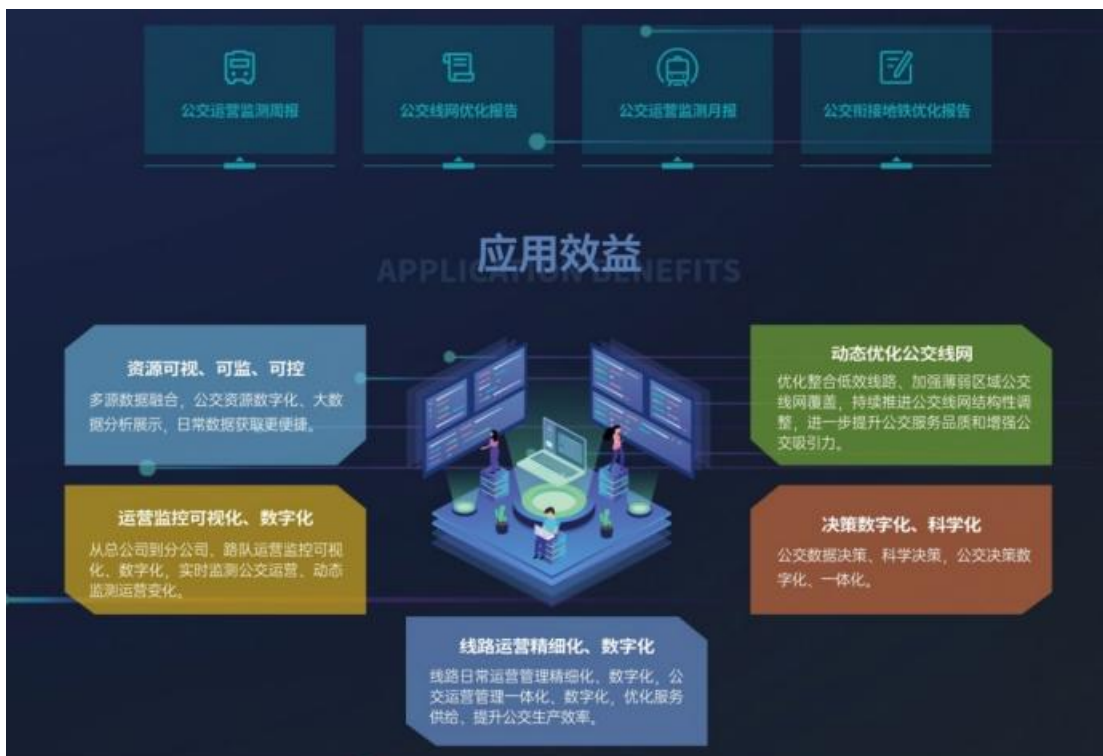 公交运营监测周报
公交线网优化报告
公交运营监测月报
公交衔接地铁优化报告
应用效益
APPLICATION BENEFITS
资源可视、可监、可控
多源数据融合，公交资源数字化、大数
据分析展示，日常数据获取更便捷。
动态优化公交线网
优化整合低效线路、加强薄弱区域公交
线网覆盖，持续推进公交线网结构性调
整，进一步提升公交服务品质和增强公
交吸引力。
运营监控可视化、数字化
从总公司到分公司、路队运营监控可视
化、数字化，实时监测公交运营、动态
监测运营变化。
决策数字化、科学化
公交数据决策、科学决策，公交决策数
字化、一体化。
线路运营精细化、数字化
线路日常运营管理精细化、数字化，公
交运营管理一体化、数字化，优化服务
供给、提升公交生产效率。